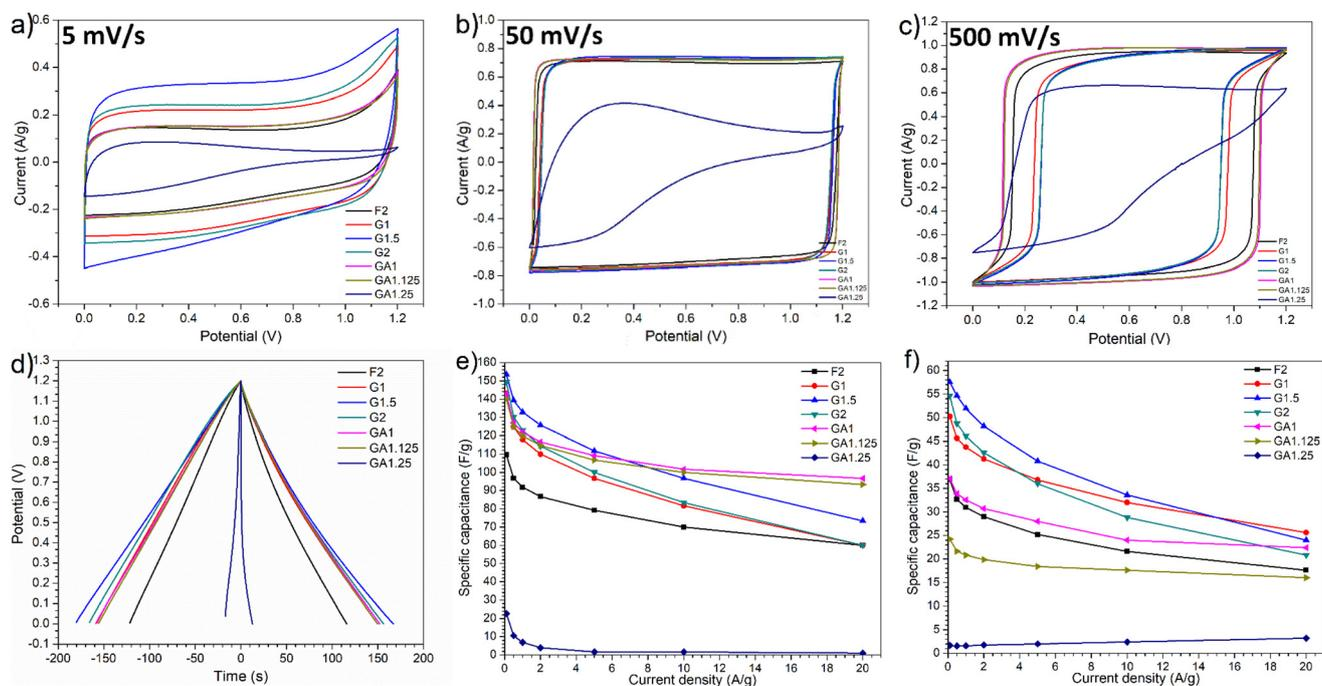 a)
5 mV/s
Current (A/g)
0.6
0.4
0.2
0.0
-0.2
-0.4
-0.6
0.0 0.2 0.4 0.6 0.8 1.0 1.2
Potential (V)
F2
G1
G1.5
G2
GA1
GA1.125
GA1.25
b)
50 mV/s
Current (A/g)
1.0
0.8
0.6
0.4
0.2
0.0
-0.2
-0.4
-0.6
-0.8
-1.0
0.0 0.2 0.4 0.6 0.8 1.0 1.2
Potential (V)
F2
G1
G1.5
G2
GA1
GA1.125
GA1.25
c)
500 mV/s
Current (A/g)
1.2
1.0
0.8
0.6
0.4
0.2
0.0
-0.2
-0.4
-0.6
-0.8
-1.0
-1.2
0.0 0.2 0.4 0.6 0.8 1.0 1.2
Potential (V)
F2
G1
G1.5
G2
GA1
GA1.125
GA1.25
d)
Potential (V)
1.3
1.2
1.1
1.0
0.9
0.8
0.7
0.6
0.5
0.4
0.3
0.2
0.1
0.0
-0.1
-200 -150 -100 -50 0 50 100 150 200
Time (s)
F2
G1
G1.5
G2
GA1
GA1.125
GA1.25
e)
Specific capacitance (F/g)
160
150
140
130
120
110
100
90
80
70
60
50
40
30
20
10
0
0 2 4 6 8 10 12 14 16 18 20
Current density (A/g)
F2
G1
G1.5
G2
GA1
GA1.125
GA1.25
f)
Specific capacitance (F/g)
60
55
50
45
40
35
30
25
20
15
10
5
0
0 2 4 6 8 10 12 14 16 18 20
Current density (A/g)
F2
G1
G1.5
G2
GA1
GA1.125
GA1.25